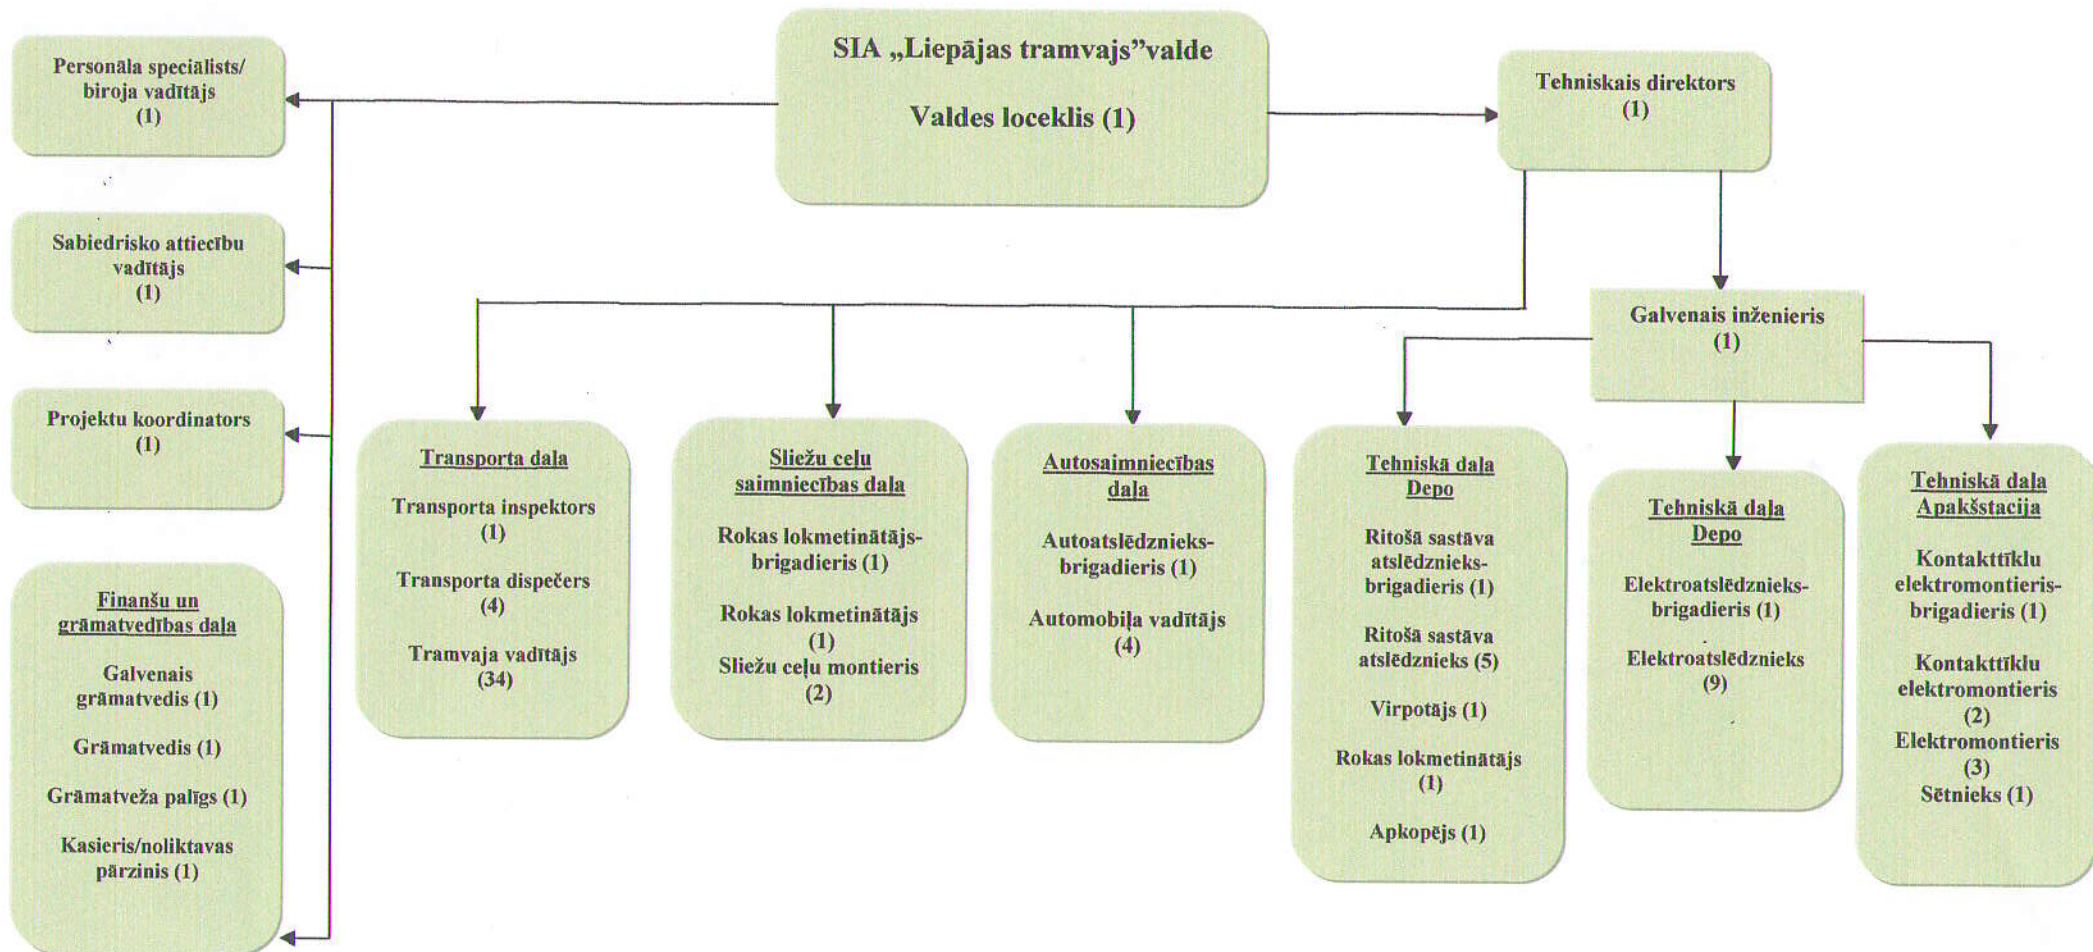 SIA „Liepājas tramvajs”valde
Valdes loceklis (1)
Personāla speciālists/
biroja vadītājs
(1)
Tehniskais direktors
(1)
Sabiedrisko attiecību
vadītājs
(1)
Galvenais inženieris
(1)
Projektu koordinators
(1)
Finanšu un
grāmatvedības daļa
Galvenais
grāmatvedis (1)
Grāmatvedis (1)
Grāmatveža palīgs (1)
Kasieris/noliktavas
pārzinis (1)
Transporta daļa
Transporta inspektors
(1)
Transporta dispečers
(4)
Tramvaja vadītājs
(34)
Sliežu ceļu
saimniecības daļa
Rokas lokmetinātājs-
brigadieris (1)
Rokas lokmetinātājs
(1)
Sliežu ceļu montieris
(2)
Autosaimniecības
daļa
Autoatslēdznieks-
brigadieris (1)
Automobiļa vadītājs
(4)
Tehniskā daļa
Depo
Ritošā sastāva
atslēdznieks-
brigadieris (1)
Ritošā sastāva
atslēdznieks (5)
Virpotājs (1)
Rokas lokmetinātājs
(1)
Apkopējs (1)
Tehniskā daļa
Depo
Elektroatslēdznieks-
brigadieris (1)
Elektroatslēdznieks
(9)
Tehniskā daļa
Apakšstacija
Kontakttīklu
elektromontieris-
brigadieris (1)
Kontakttīklu
elektromontieris
(2)
Elektromontieris
(3)
Sētnieks (1)